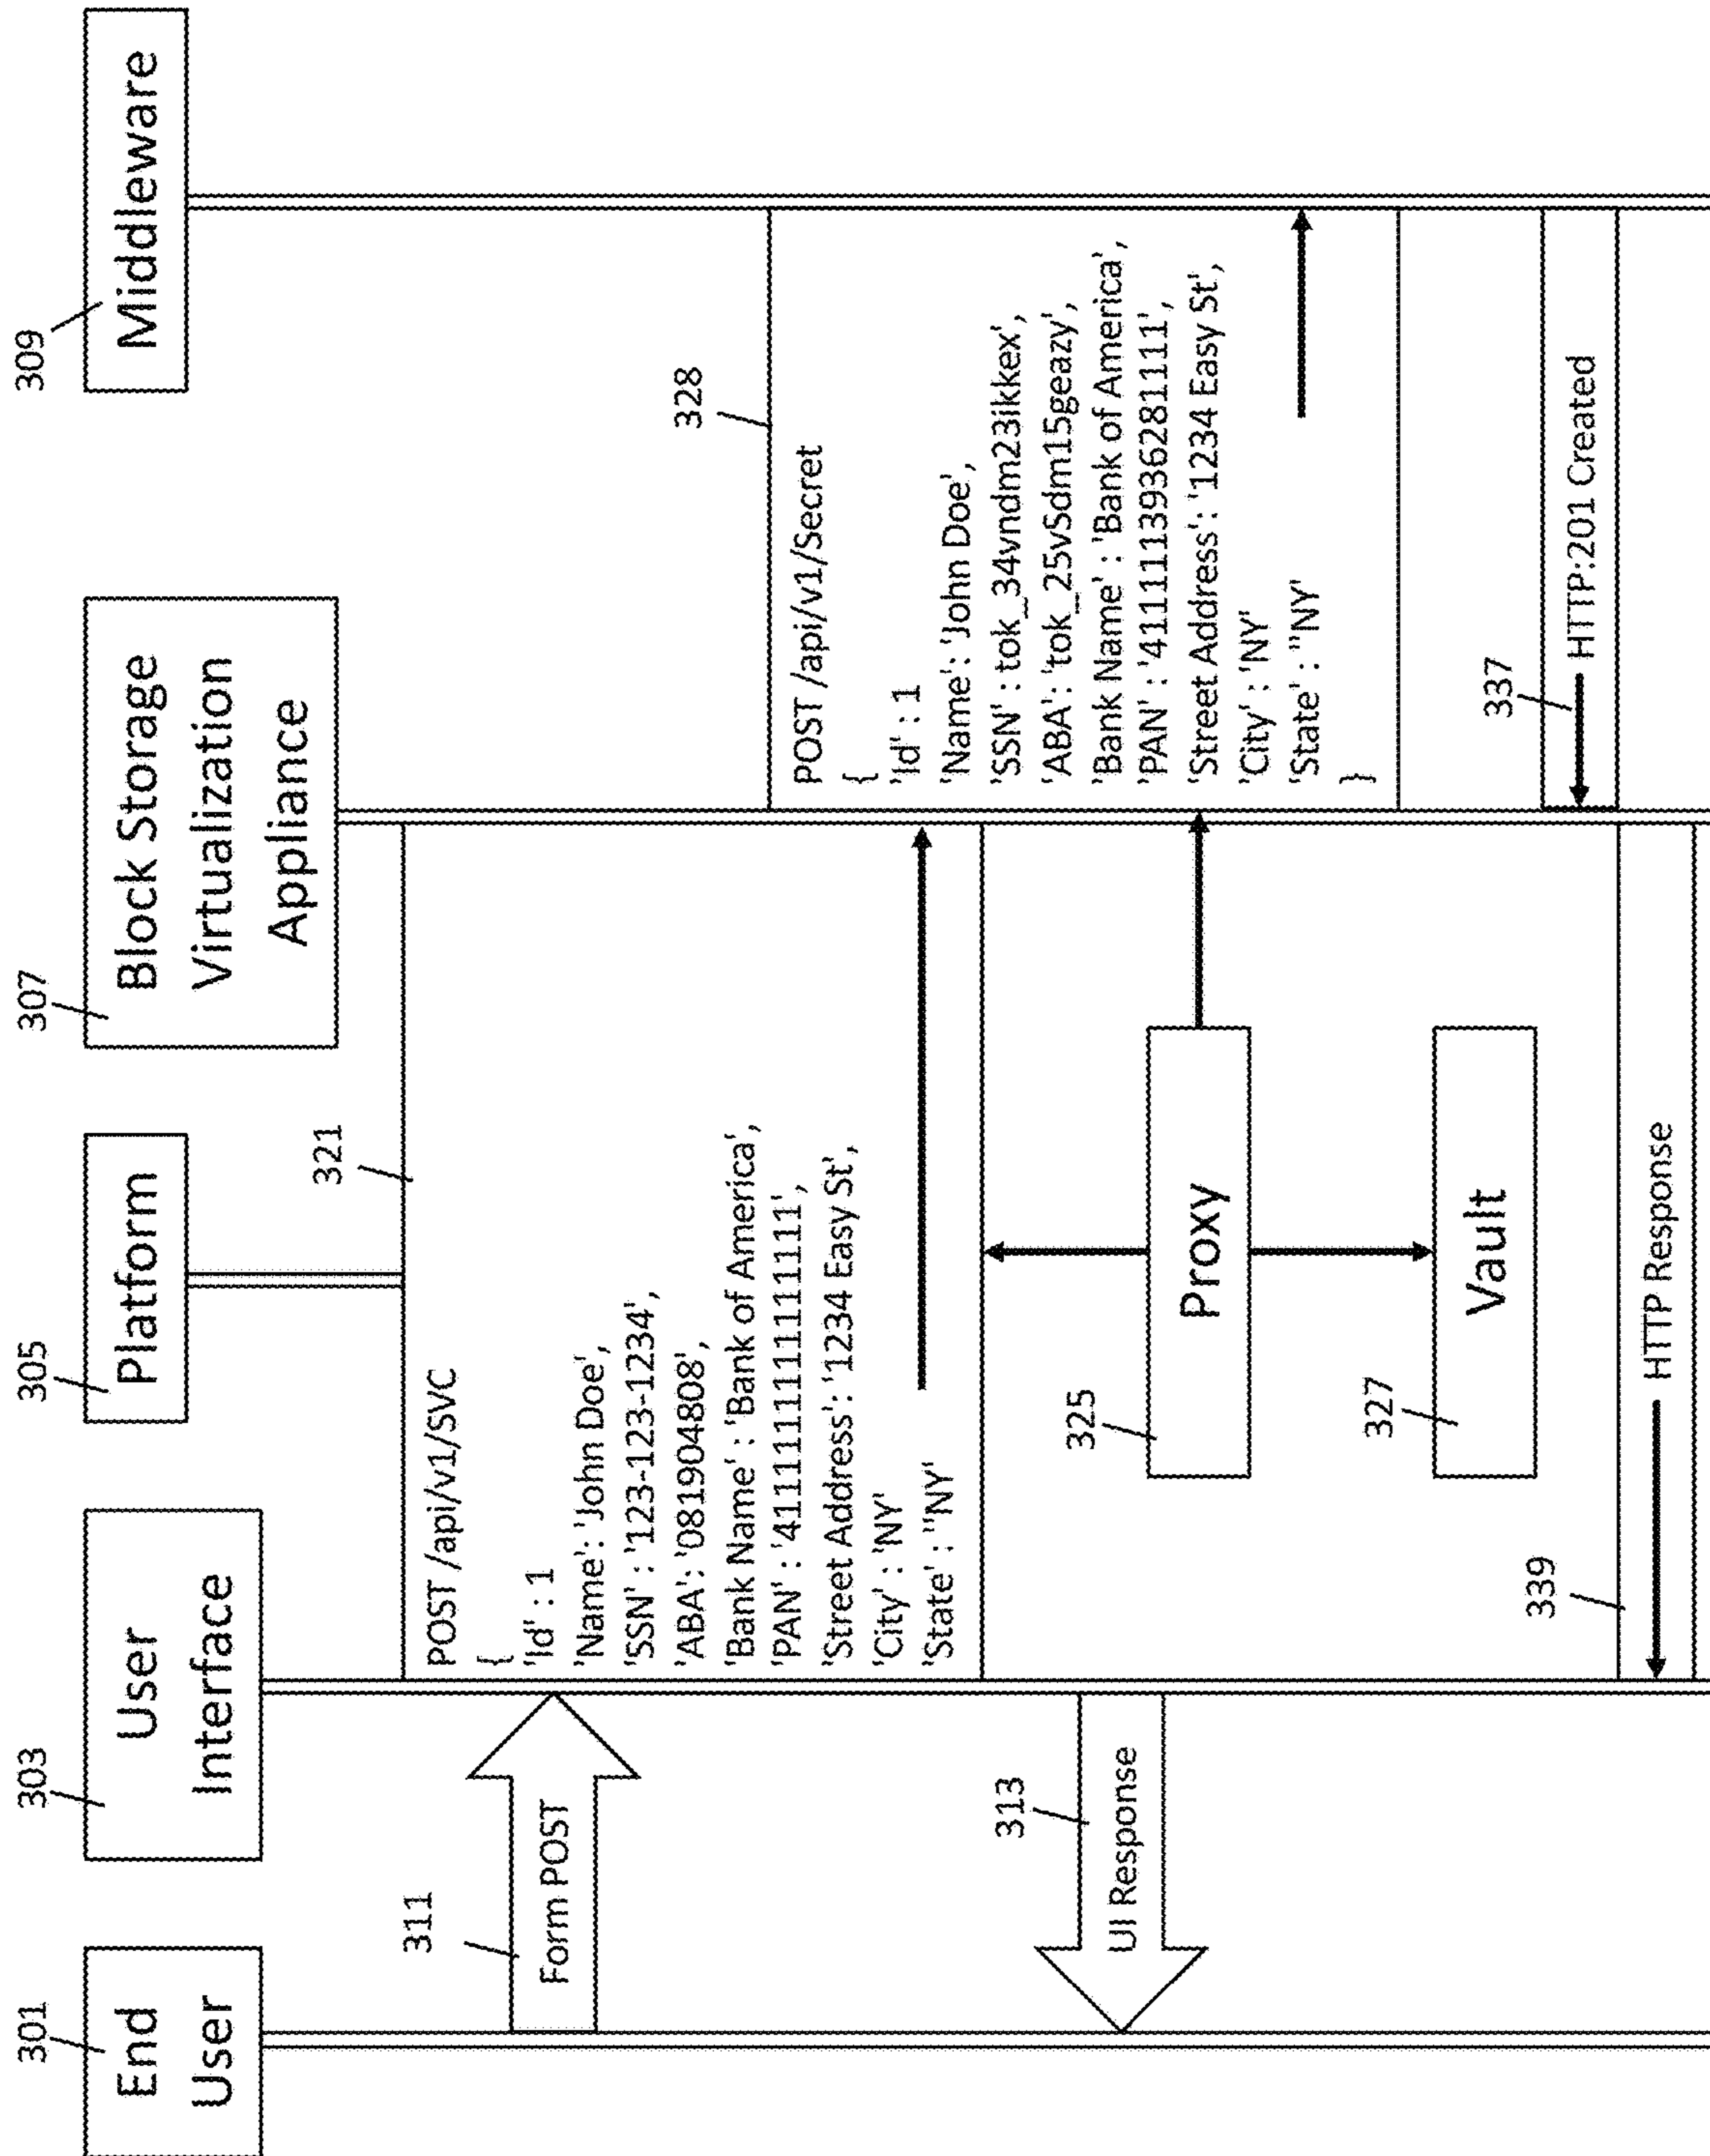 301
End
User
303
User
Interface
305
Platform
307
Block Storage
Virtualization
Appliance
309
Middleware
311
Form POST
313
UI Response
321
POST /api/v1/SVC
{
'Id' : 1
'Name': 'John Doe',
'SSN' : '123-123-1234',
'ABA': '081904808',
'Bank Name' : 'Bank of America',
'PAN' : '4111111111111111',
'Street Address': '1234 Easy St',
'City' : 'NY'
'State' : "NY'
325
Proxy
327
Vault
328
POST /api/v1/Secret
{
'Id' : 1
'Name': 'John Doe',
'SSN' : tok_34vndm23ikkex',
'ABA': 'tok_25vSdm15geazy',
'Bank Name' : 'Bank of America',
'PAN' : '4111139362811111',
'Street Address': '1234 Easy St',
'City' : 'NY'
'State' : "NY'
}
337
HTTP:201 Created
339
HTTP Response